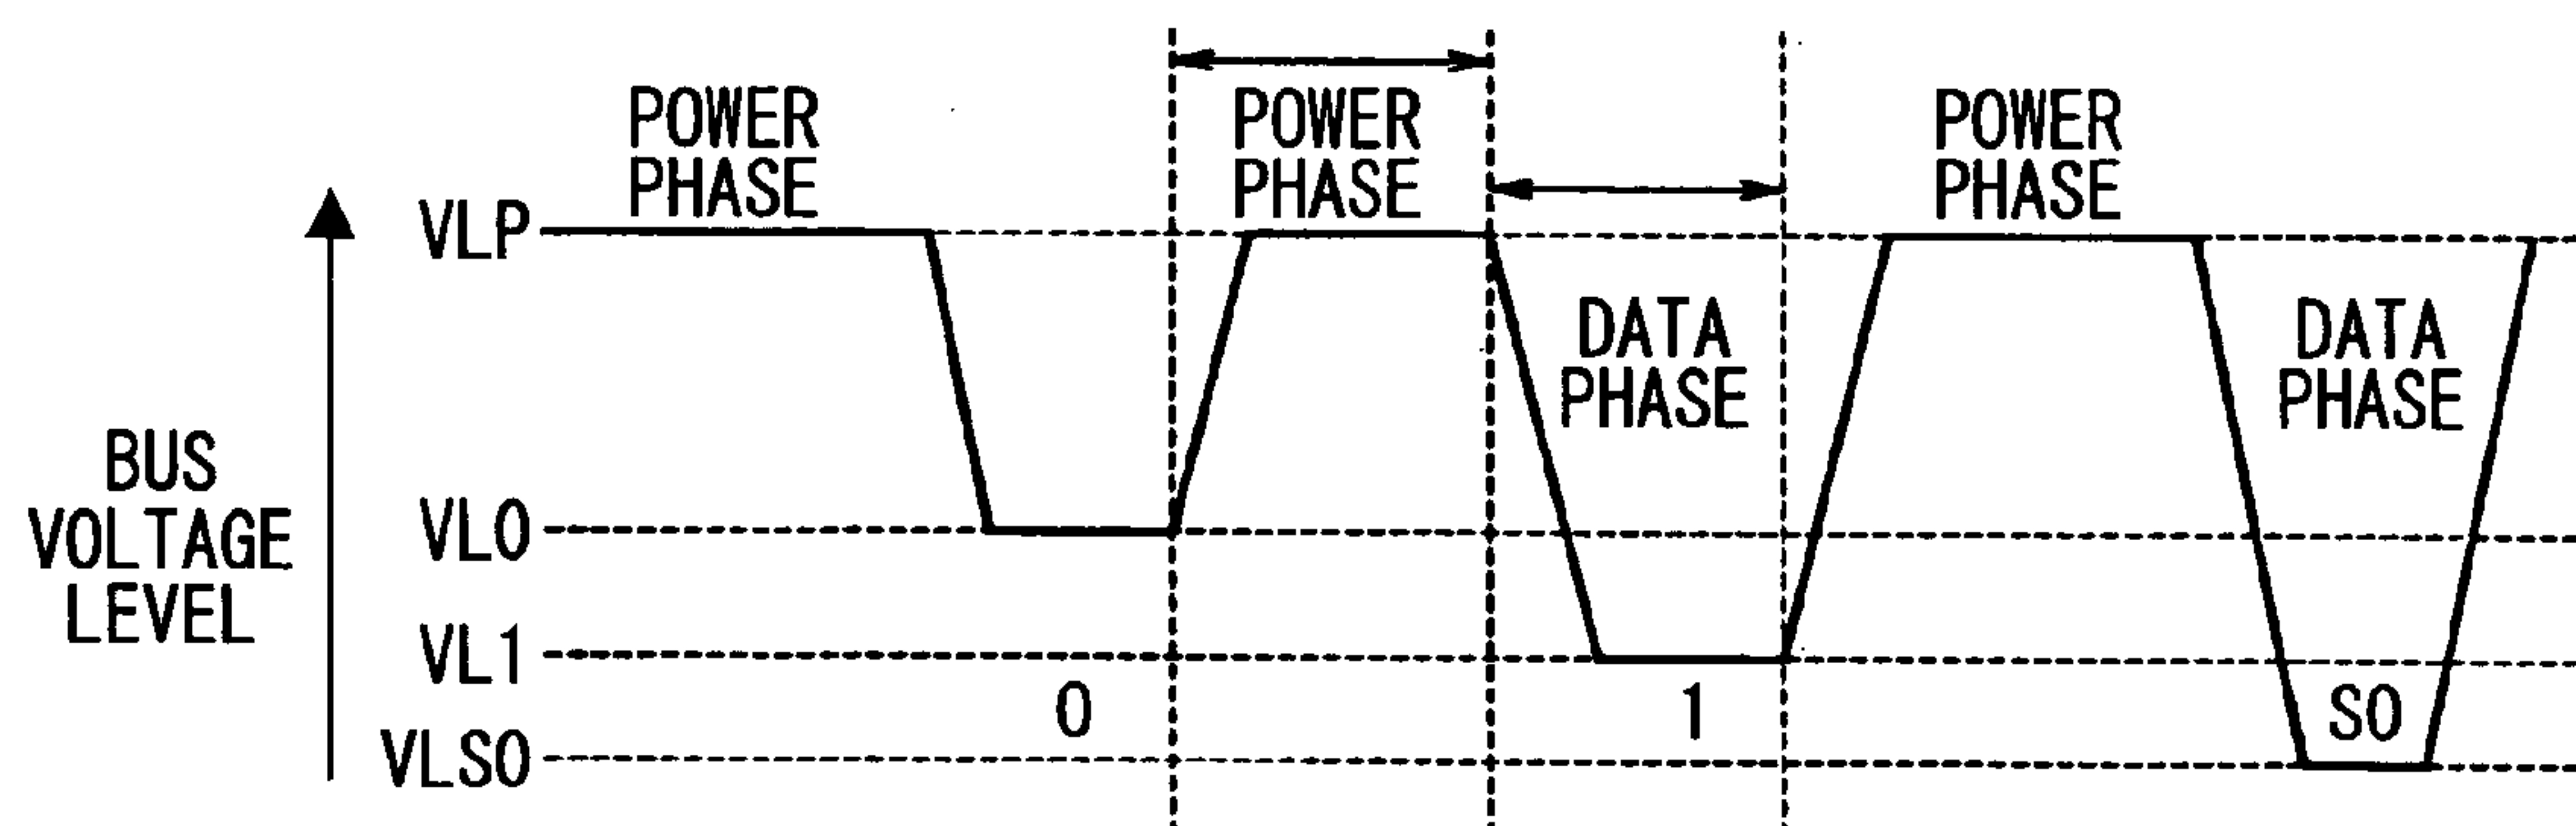 POWER
PHASE
POWER
PHASE
POWER
PHASE
VLP
DATA
PHASE
DATA
PHASE
BUS
VOLTAGE
LEVEL
VL0
VL1
0
1
S0
VLS0